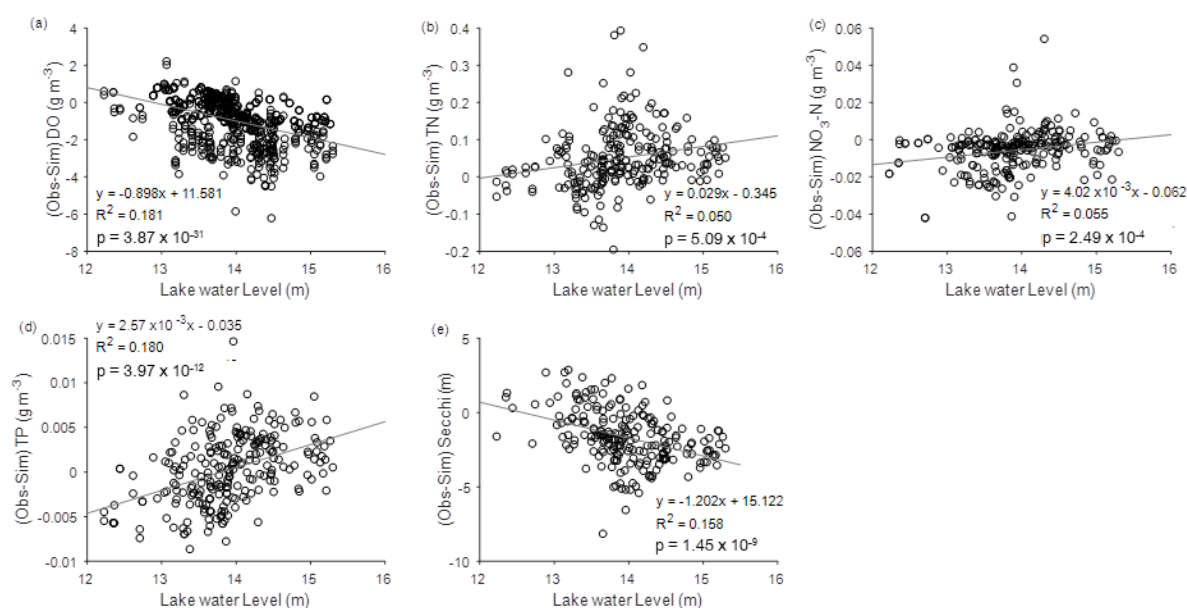 (a)
(Obs-Sim) DO (g m⁻³)
4
2
0
-2
-4
-6
-8
y = -0.898x + 11.581
R² = 0.181
p = 3.87 x 10⁻³¹
12 13 14 15 16
Lake water Level (m)
(b)
(Obs-Sim) TN (g m⁻³)
0.4
0.3
0.2
0.1
0
-0.1
-0.2
y = 0.029x - 0.345
R² = 0.050
p = 5.09 x 10⁻⁴
12 13 14 15 16
Lake water Level (m)
(c)
(Obs-Sim) NO₃-N (g m⁻³)
0.06
0.04
0.02
0
-0.02
-0.04
-0.06
y = 4.02 x10⁻³x - 0.062
R² = 0.055
p = 2.49 x 10⁻⁴
12 13 14 15 16
Lake water Level (m)
(d)
(Obs-Sim) TP (g m⁻³)
y = 2.57 x10⁻³x - 0.035
R² = 0.180
p = 3.97 x 10⁻¹²
0.015
0.01
0.005
0
-0.005
-0.01
12 13 14 15 16
Lake water Level (m)
(e)
(Obs-Sim) Secchi (m)
5
0
-5
-10
y = -1.202x + 15.122
R² = 0.158
p = 1.45 x 10⁻⁹
12 13 14 15 16
Lake water Level (m)